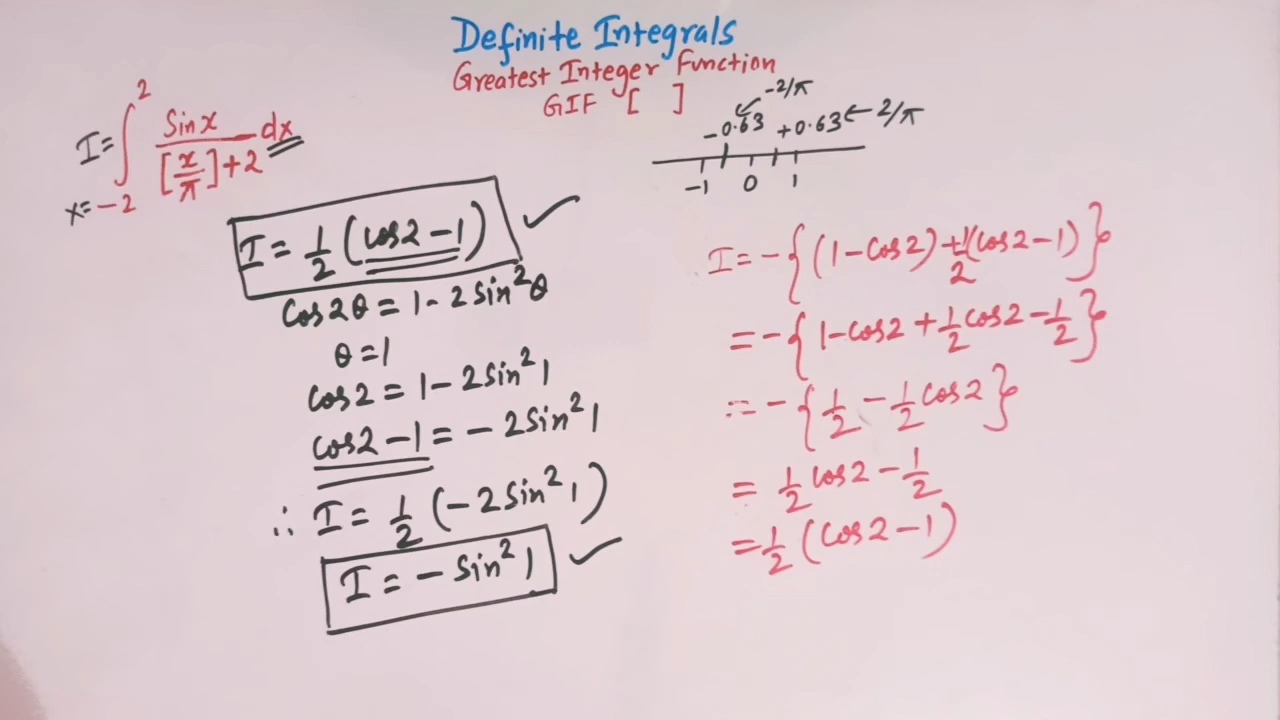 Definite Integrals
Greatest Integer Function
GIF [ ]
I = ∫ x=-2 2 Sin x / ([x/π]+2) dx
-2/π
-0.63 +0.63 ← 2/π
-1 0 1
I = 1/2 (cos2-1) ✓
Cos2θ = 1 - 2 Sin²θ
θ = 1
Cos2 = 1 - 2Sin²1
cos2-1 = - 2Sin²1
∴ I = 1/2 (-2Sin²1)
I = - Sin²1 ✓
I = - {(1-Cos2) + 1/2 (cos2-1)}
= - {1-cos2 + 1/2 cos2 - 1/2}
= - {1/2 - 1/2 cos2}
= 1/2 cos2 - 1/2
= 1/2 (Cos2-1)